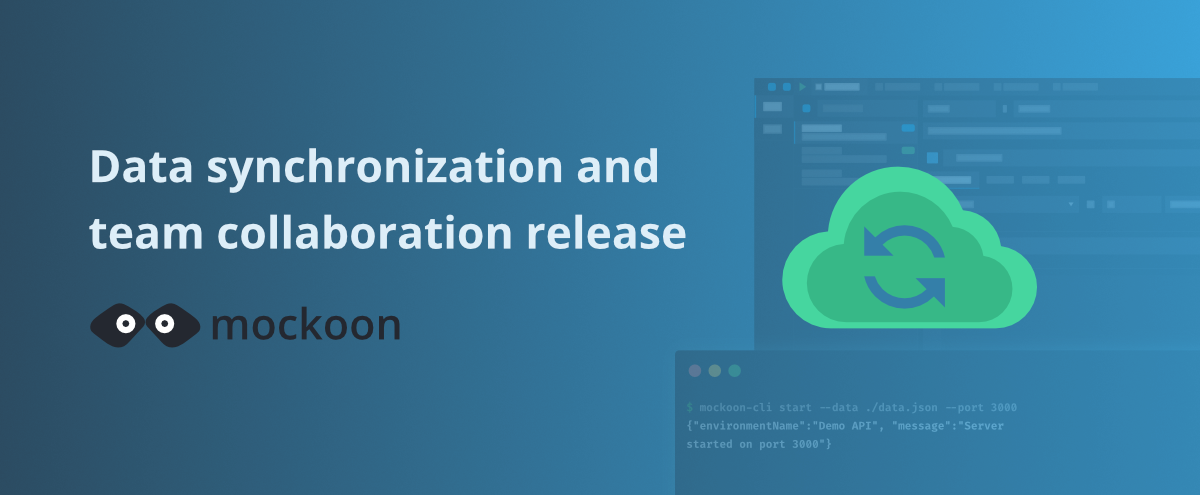 Data synchronization and
team collaboration release
mockoon
$ mockoon-cli start --data ./data.json --port 3000
{"environmentName":"Demo API", "message":"Server
started on port 3000"}